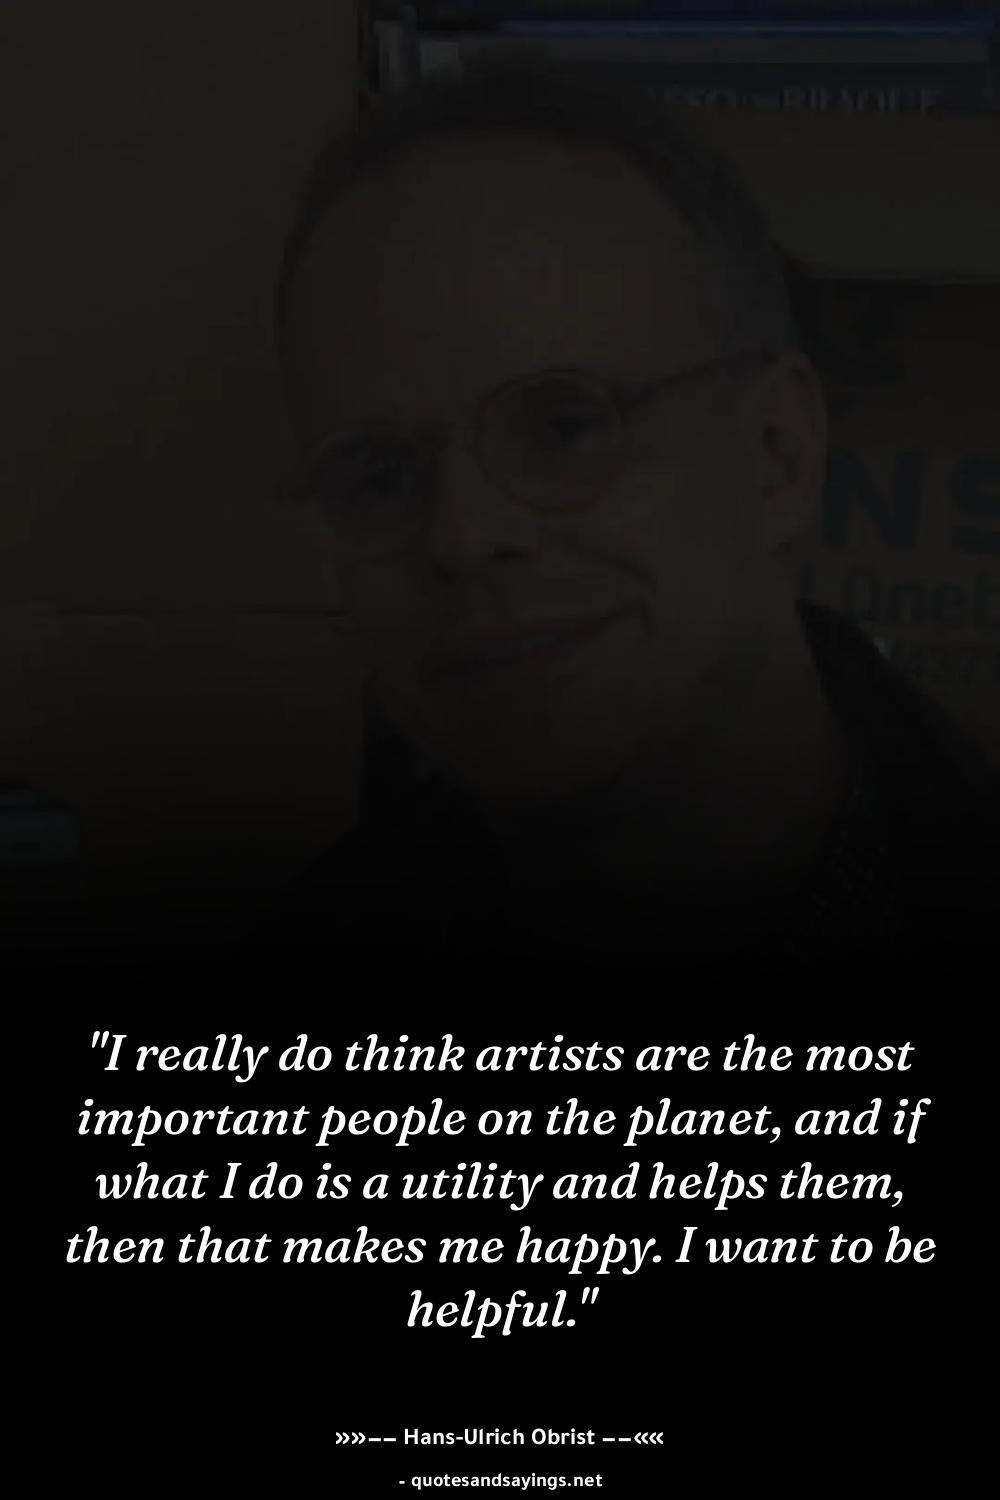 "I really do think artists are the most
important people on the planet, and if
what I do is a utility and helps them,
then that makes me happy. I want to be
helpful."
»»−− Hans-Ulrich Obrist −−««
- quotesandsayings.net